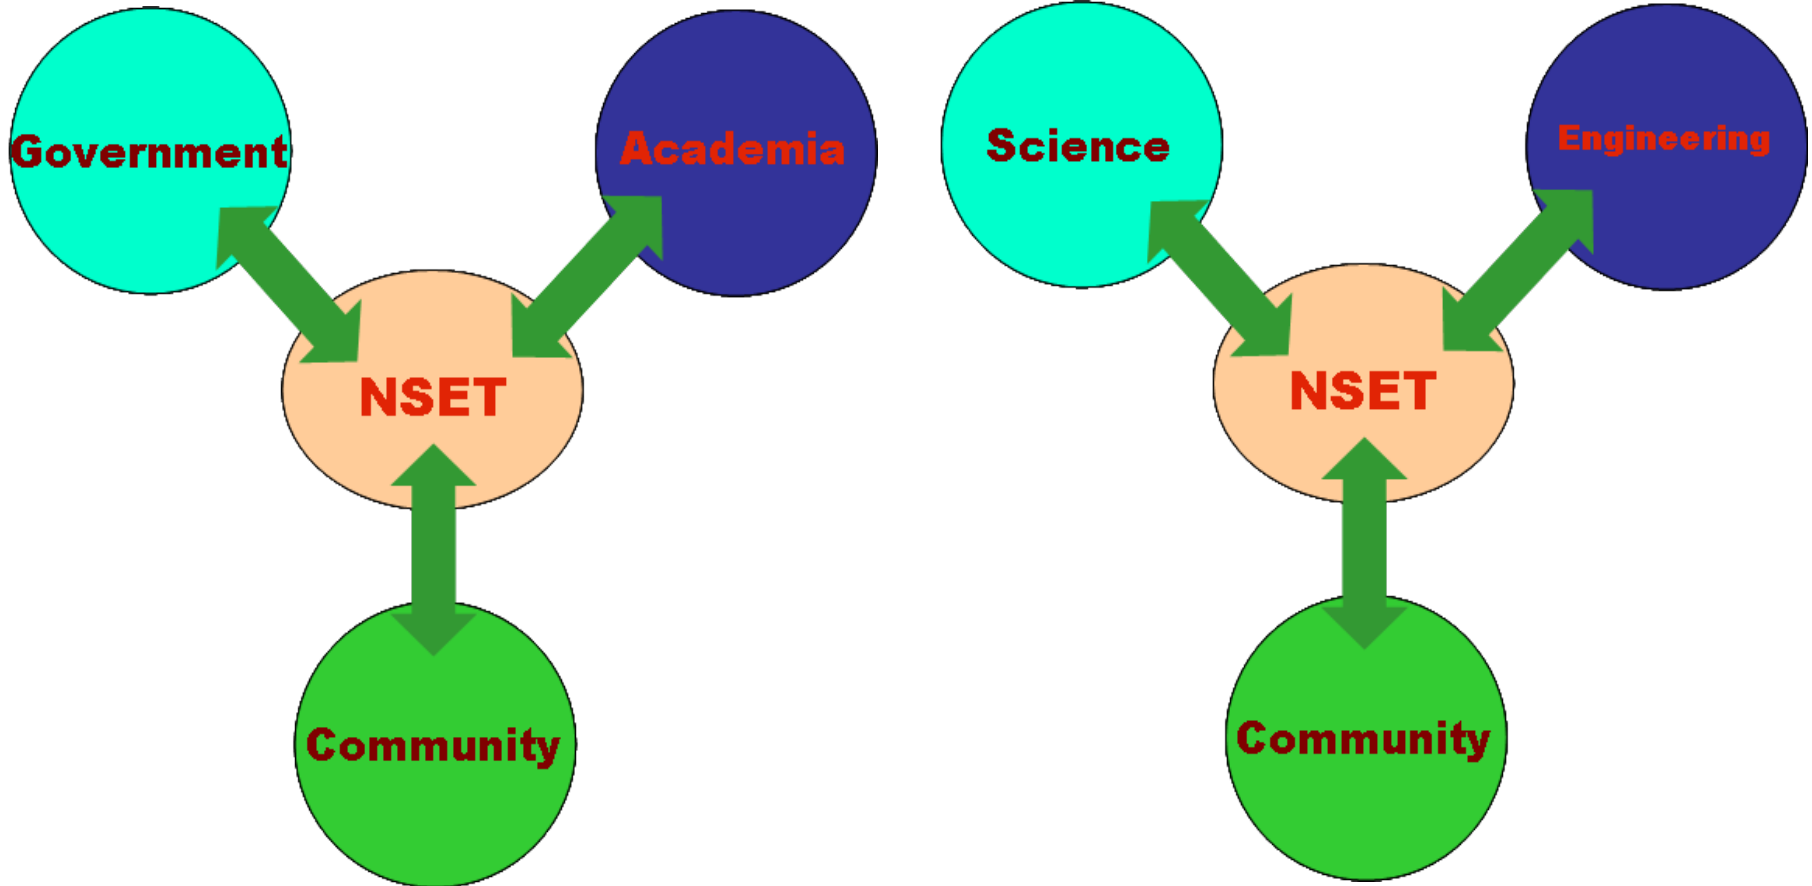 Government
Academia
NSET
Community
Science
Engineering
NSET
Community